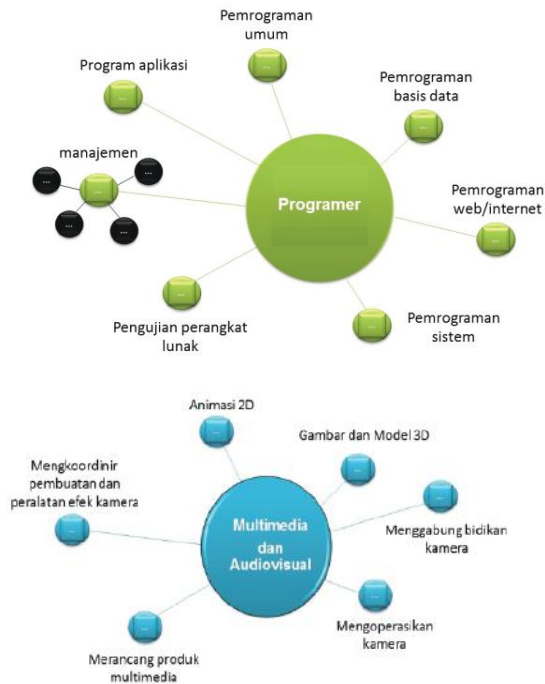 Pemrograman
umum
Program aplikasi
Pemrograman
basis data
manajemen
...
...
...
...
...
...
...
...
...
Programer
Pemrograman
web/internet
...
...
...
Pengujian perangkat
lunak
Pemrograman
sistem
Animasi 2D
...
Gambar dan Model 3D
...
Mengkoordinir
pembuatan dan
peralatan efek kamera
...
Multimedia
dan
Audiovisual
...
Menggabung bidikan
kamera
...
Mengoperasikan
kamera
...
Merancang produk
multimedia